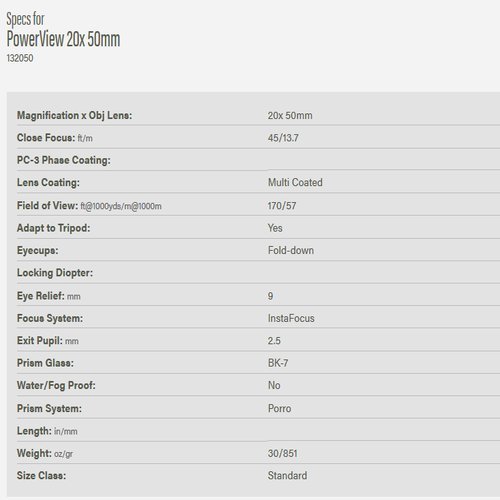 Specs for
PowerView 20x 50mm
132050
Magnification x Obj Lens: 20x 50mm
Close Focus: ft/m 45/13.7
PC-3 Phase Coating:
Lens Coating: Multi Coated
Field of View: ft@1000yds/m@1000m 170/57
Adapt to Tripod: Yes
Eyecups: Fold-down
Locking Diopter:
Eye Relief: mm 9
Focus System: InstaFocus
Exit Pupil: mm 2.5
Prism Glass: BK-7
Water/Fog Proof: No
Prism System: Porro
Length: in/mm
Weight: oz/gr 30/851
Size Class: Standard